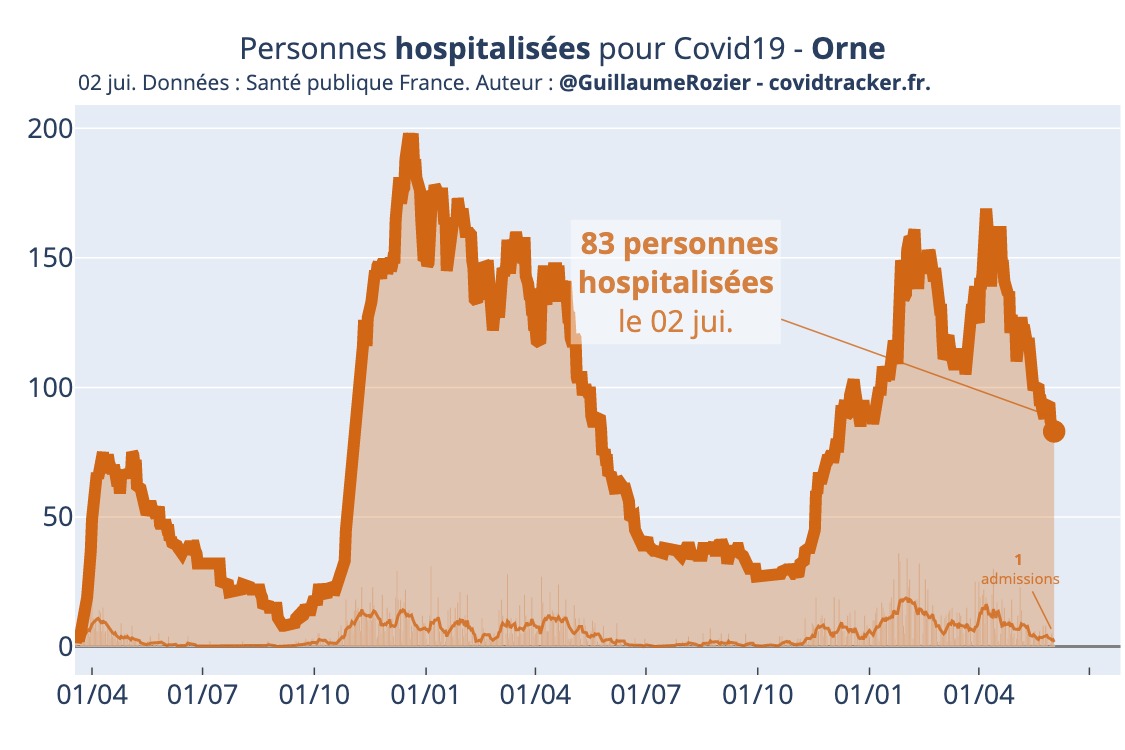 Personnes hospitalisées pour Covid19 - Orne
02 jui. Données : Santé publique France. Auteur : @GuillaumeRozier - covidtracker.fr.
200
150
100
50
0
83 personnes
hospitalisées
le 02 jui.
1
admissions
01/04 01/07 01/10 01/01 01/04 01/07 01/10 01/01 01/04